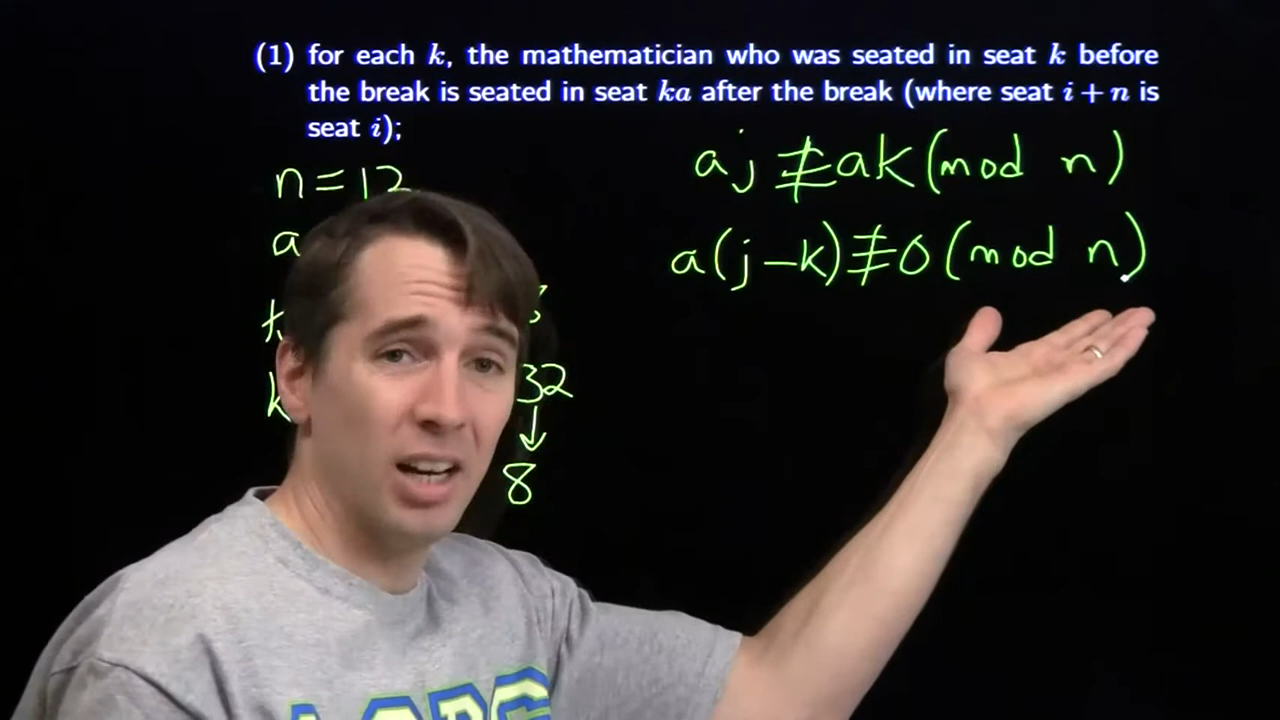 (1) for each k, the mathematician who was seated in seat k before
the break is seated in seat ka after the break (where seat i + n is
seat i);
n = 12
a
k
32
↓
8
aj ≢ ak (mod n)
a(j-k) ≢ 0 (mod n)